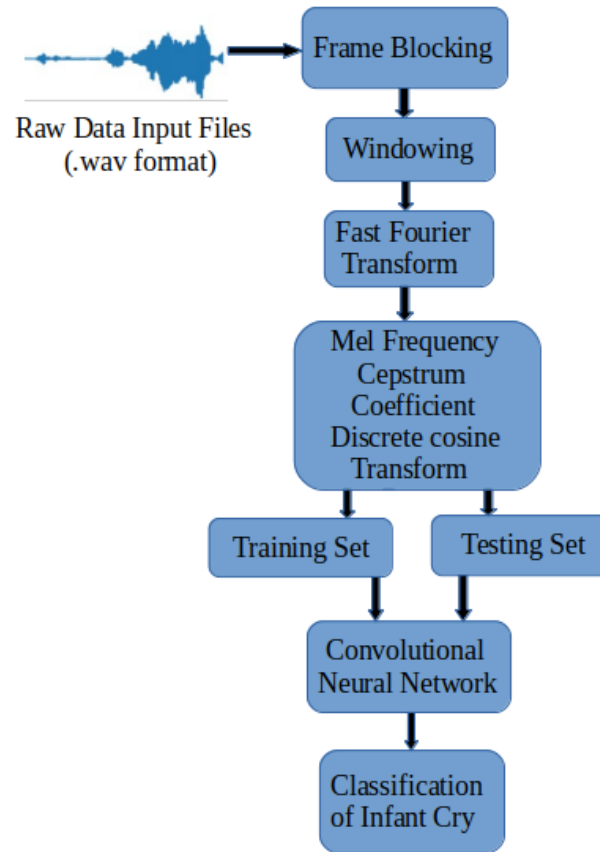 Frame Blocking
Raw Data Input Files
(.wav format)
Windowing
Fast Fourier
Transform
Mel Frequency
Cepstrum
Coefficient
Discrete cosine
Transform
Training Set
Testing Set
Convolutional
Neural Network
Classification
of Infant Cry